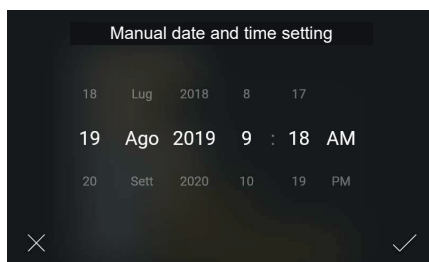 Manual date and time setting
18 Lug 2018 8 17
19 Ago 2019 9 : 18 AM
20 Sett 2020 10 19 PM